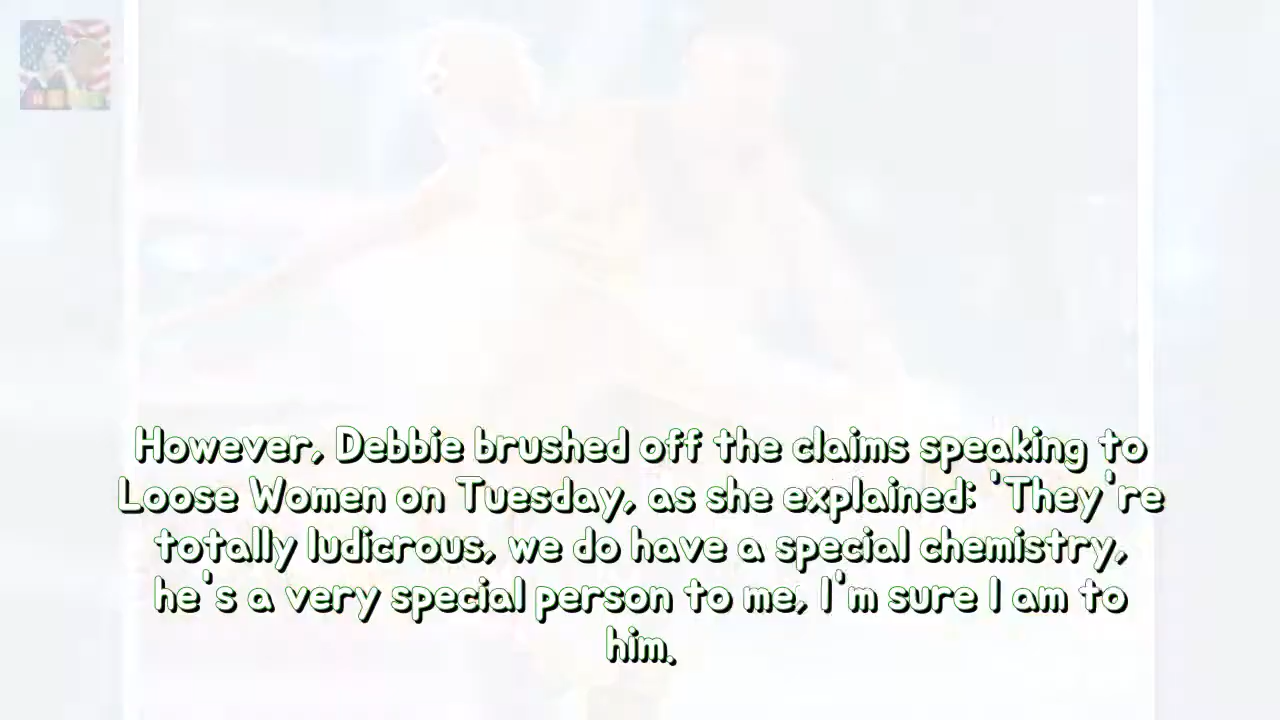 However, Debbie brushed off the claims speaking to
Loose Women on Tuesday, as she explained: 'They're
totally ludicrous, we do have a special chemistry,
he's a very special person to me, I'm sure I am to
him.